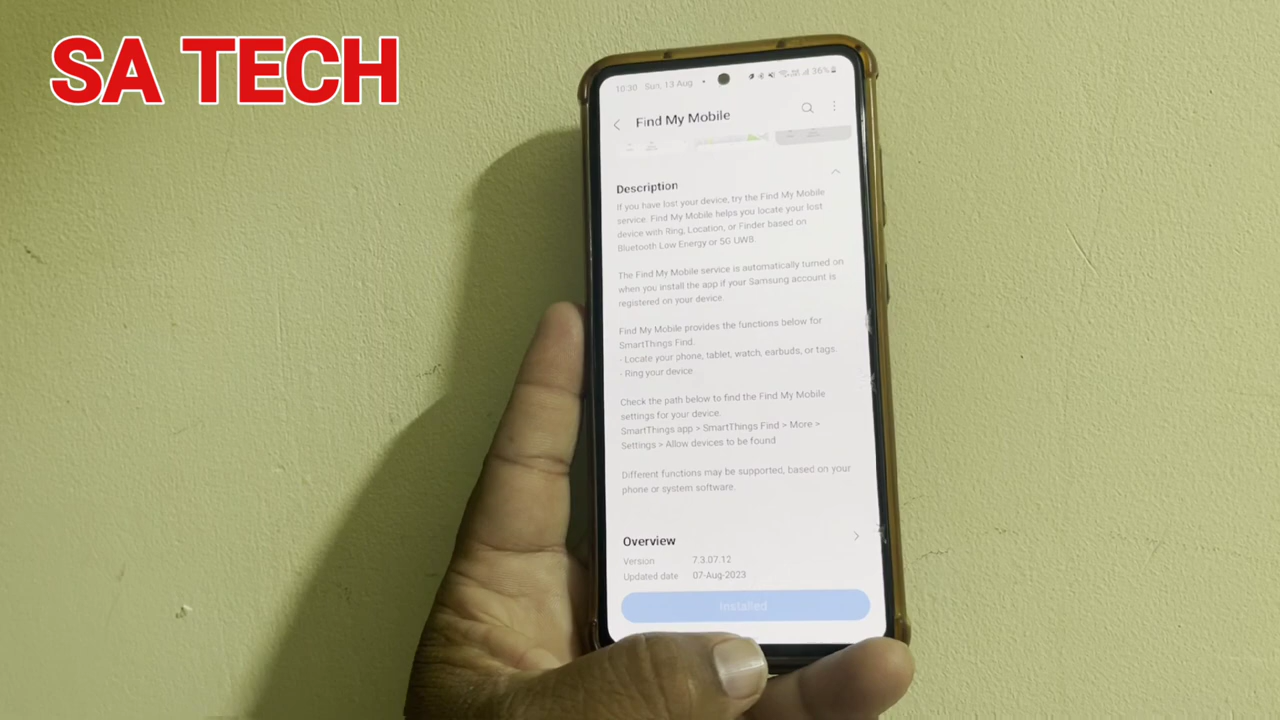 SA TECH
10:30 Sun, 13 Aug
36%
Find My Mobile
Description
If you have lost your device, try the Find My Mobile
service. Find My Mobile helps you locate your lost
device with Ring, Location, or Finder based on
Bluetooth Low Energy or 5G UWB.
The Find My Mobile service is automatically turned on
when you install the app if your Samsung account is
registered on your device.
Find My Mobile provides the functions below for
SmartThings Find.
- Locate your phone, tablet, watch, earbuds, or tags.
- Ring your device.
Check the path below to find the Find My Mobile
settings for your device.
SmartThings app > SmartThings Find > More >
Settings > Allow devices to be found
Different functions may be supported, based on your
phone or system software.
Overview
Version 7.3.07.12
Updated date 07-Aug-2023
Installed